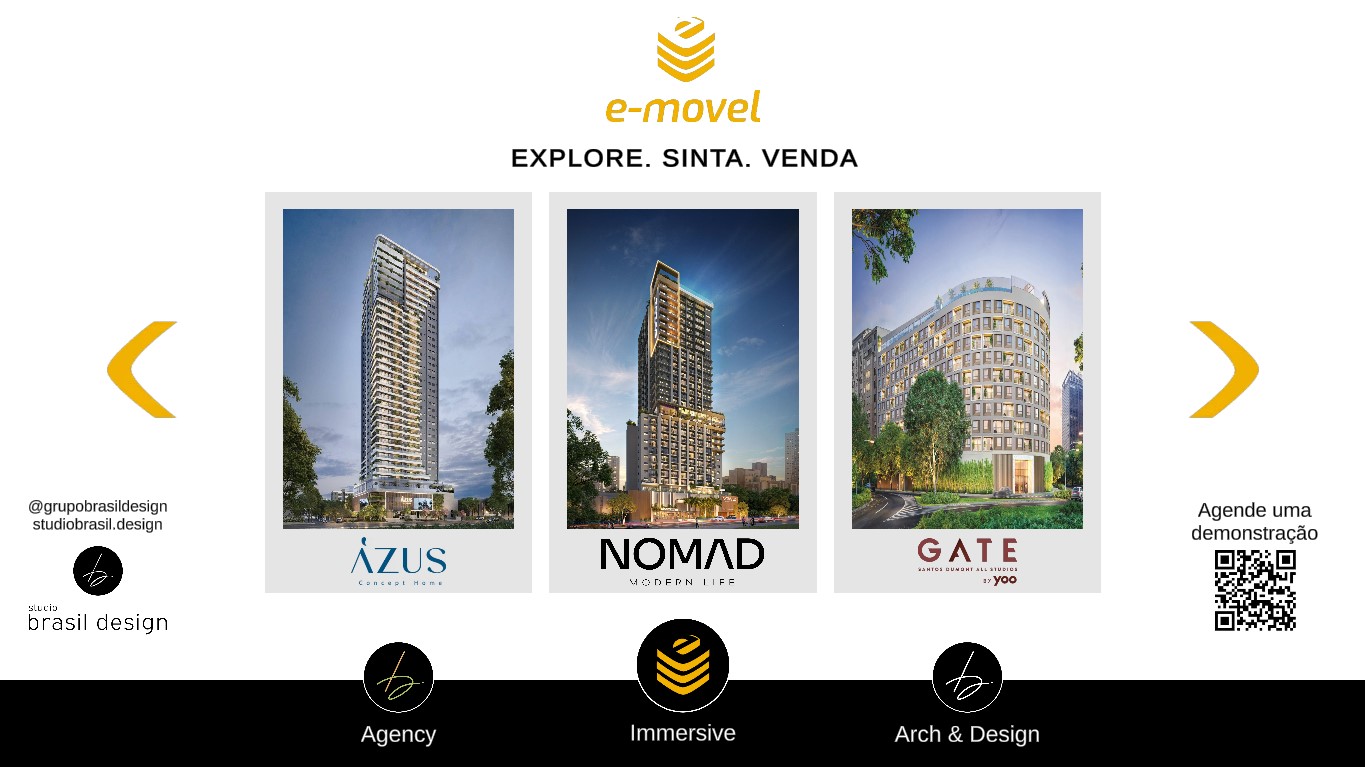 e-movel
EXPLORE. SINTA. VENDA
ÁZUS
Concept Home
NOMAD
MODERN LIFE
GATE
SANTOS DUMONT ALL STUDIOS
BY yoo
@grupobrasildesign
studiobrasil.design
studio
brasil design
Agende uma
demonstração
Agency
Immersive
Arch & Design